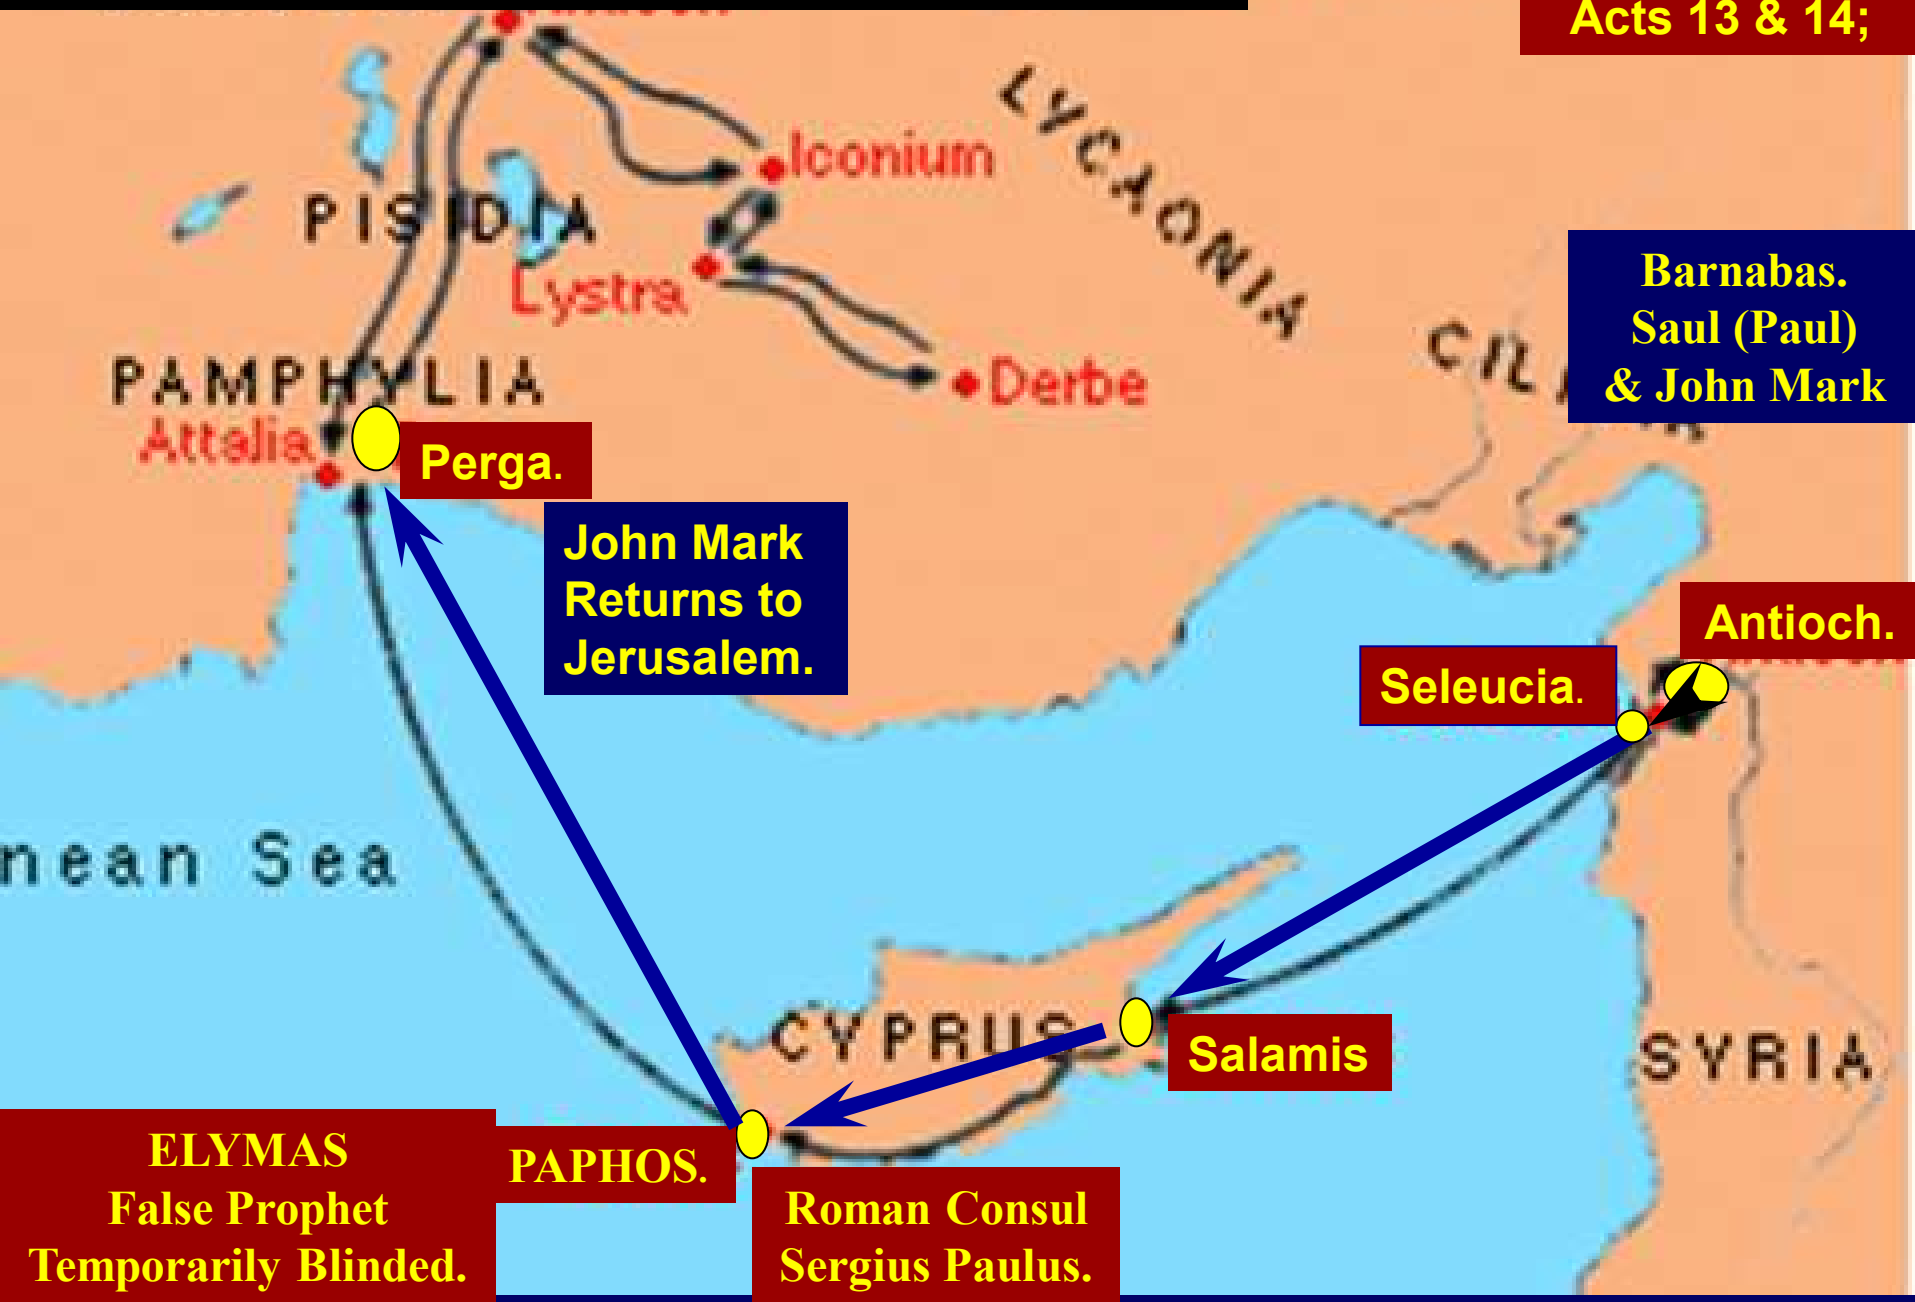 Acts 13 & 14;
LYCAONIA
Iconium
PISIDIA
Lystra
Barnabas.
Saul (Paul)
& John Mark
PAMPHYLIA
Derbe
Attalia
Perga.
John Mark
Returns to
Jerusalem.
Antioch.
Seleucia.
nean Sea
CYPRUS
Salamis
SYRIA
ELYMAS
False Prophet
Temporarily Blinded.
PAPHOS.
Roman Consul
Sergius Paulus.